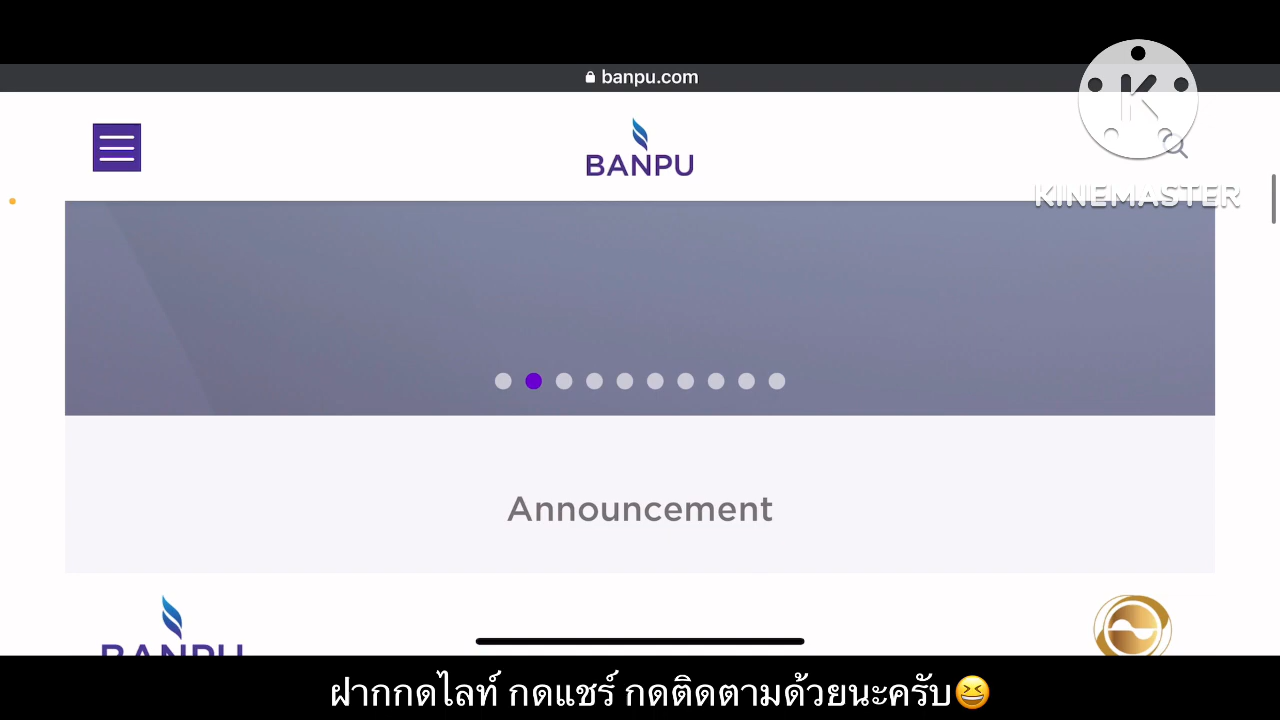 banpu.com
BANPU
KINEMASTER
Announcement
BANPU
ฝากกดไลท์ กดแชร์ กดติดตามด้วยนะครับ😆